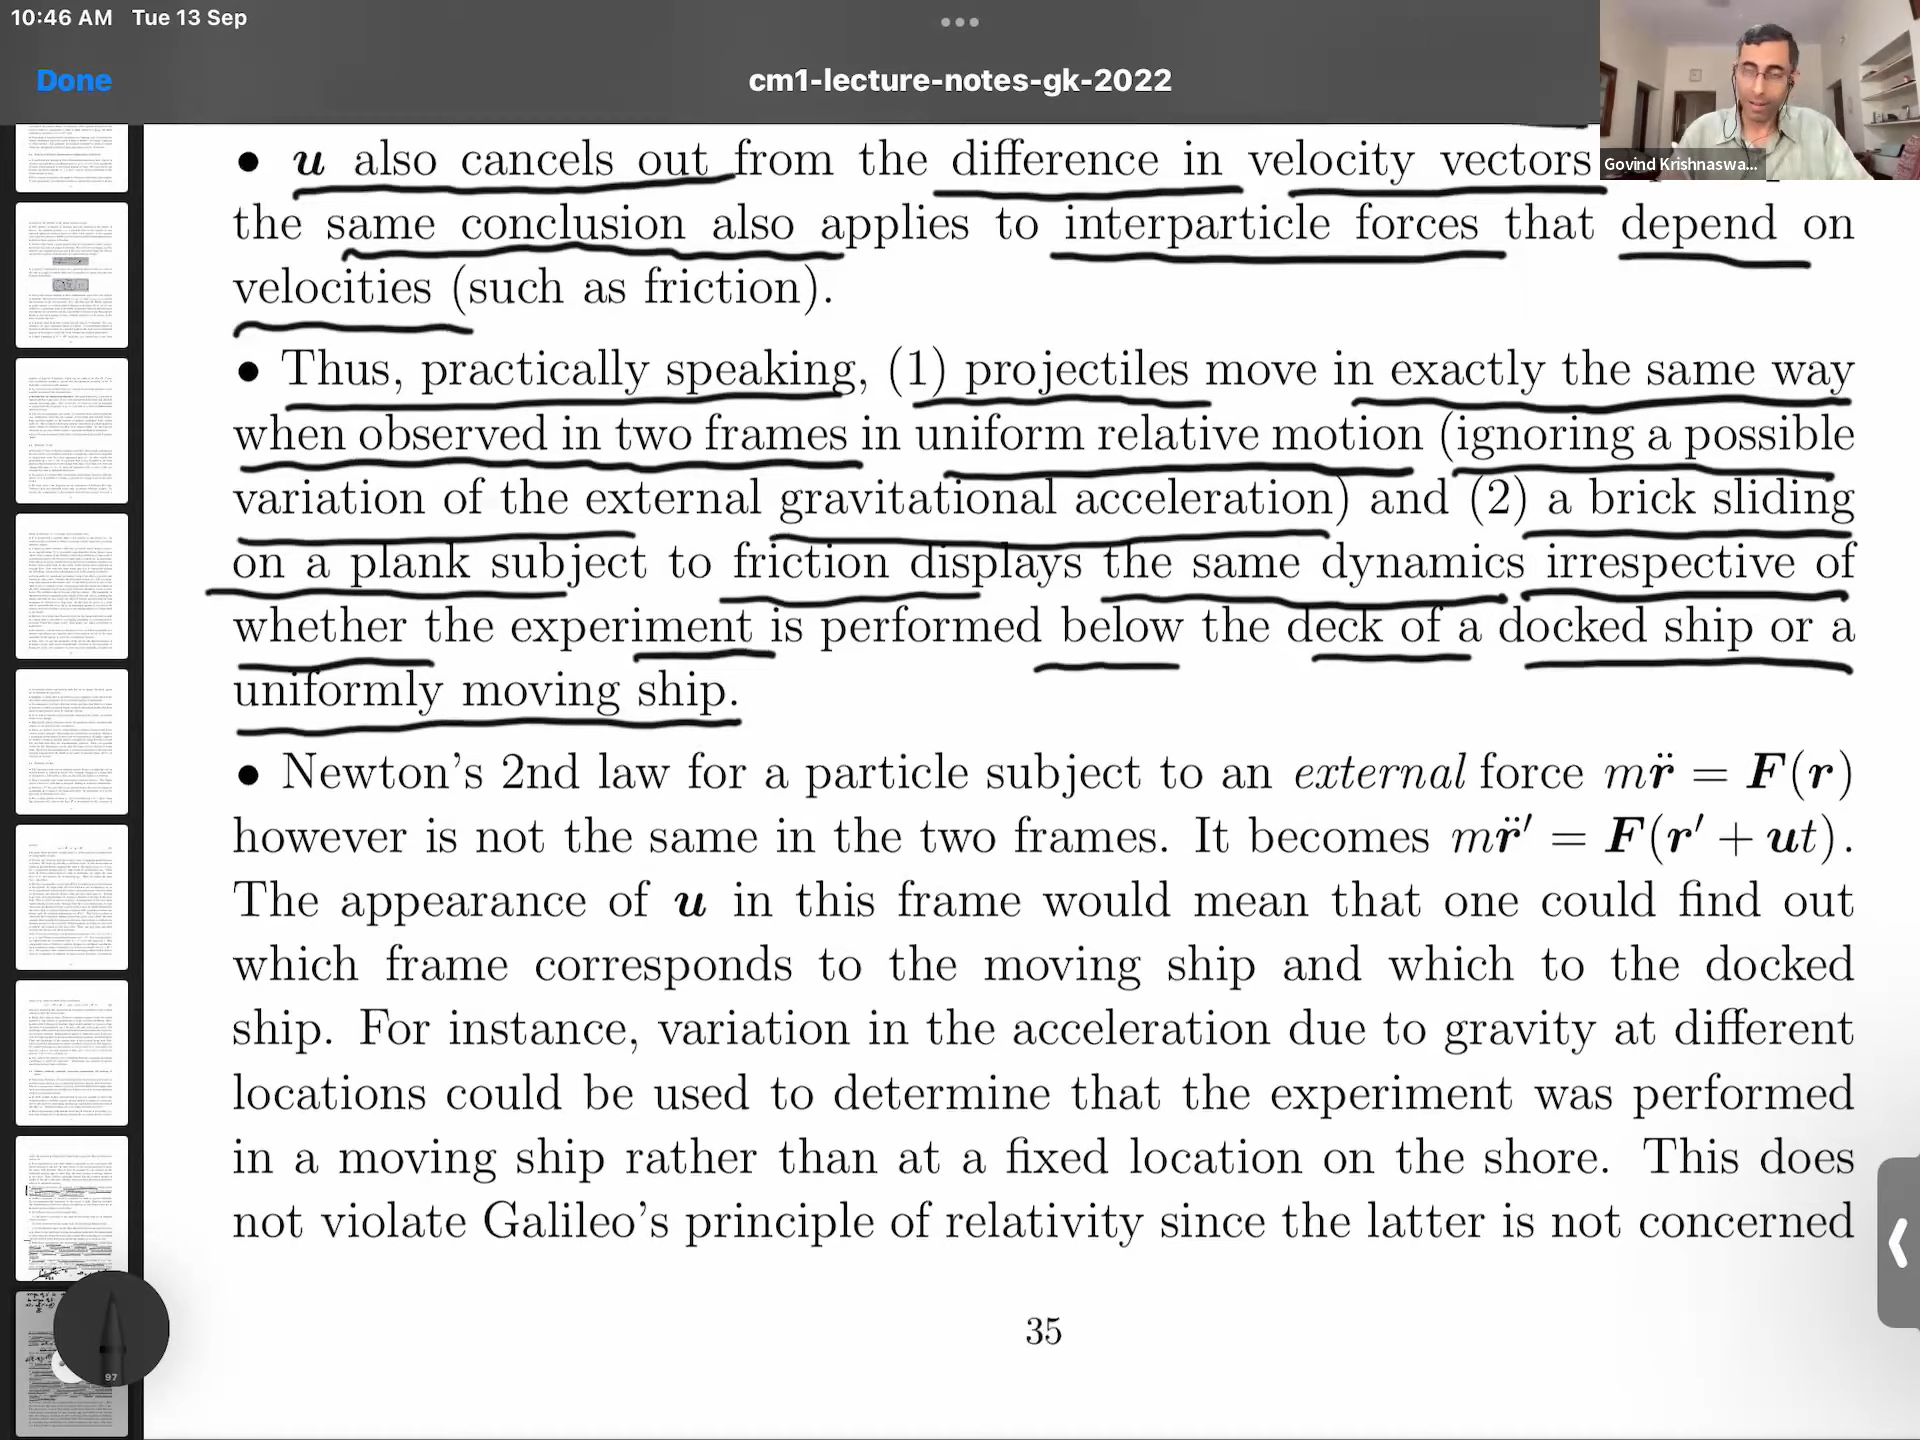 10:46 AM Tue 13 Sep
Done
cm1-lecture-notes-gk-2022
Govind Krishnaswa...
• u also cancels out from the difference in velocity vectors
the same conclusion also applies to interparticle forces that depend on
velocities (such as friction).
• Thus, practically speaking, (1) projectiles move in exactly the same way
when observed in two frames in uniform relative motion (ignoring a possible
variation of the external gravitational acceleration) and (2) a brick sliding
on a plank subject to friction displays the same dynamics irrespective of
whether the experiment is performed below the deck of a docked ship or a
uniformly moving ship.
• Newton's 2nd law for a particle subject to an external force mr̈ = F(r)
however is not the same in the two frames. It becomes mr̈′ = F(r′ + ut).
The appearance of u in this frame would mean that one could find out
which frame corresponds to the moving ship and which to the docked
ship. For instance, variation in the acceleration due to gravity at different
locations could be used to determine that the experiment was performed
in a moving ship rather than at a fixed location on the shore. This does
not violate Galileo's principle of relativity since the latter is not concerned
35
97